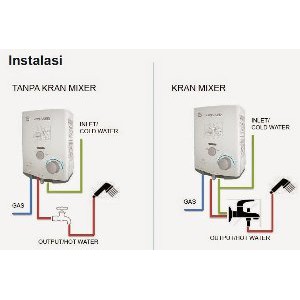 Instalasi
TANPA KRAN MIXER
INLET/
COLD WATER
GAS
OUTPUT/HOT WATER
KRAN MIXER
INLET/
COLD WATER
GAS
OUTPUT/HOT WATER